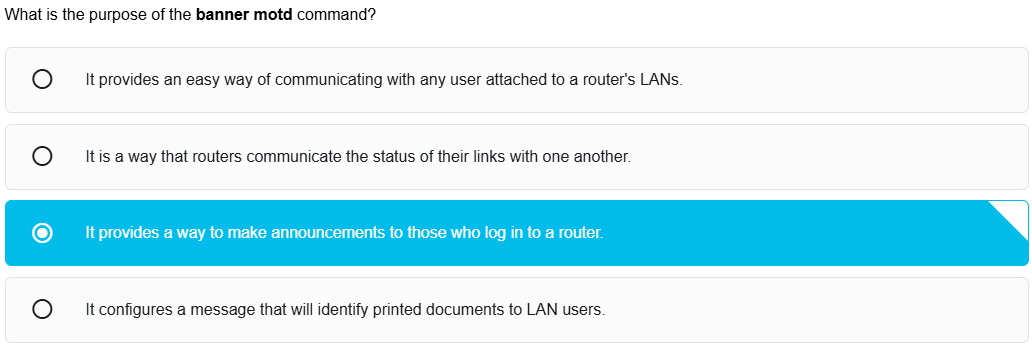 What is the purpose of the banner motd command?
It provides an easy way of communicating with any user attached to a router's LANs.
It is a way that routers communicate the status of their links with one another.
It provides a way to make announcements to those who log in to a router.
It configures a message that will identify printed documents to LAN users.